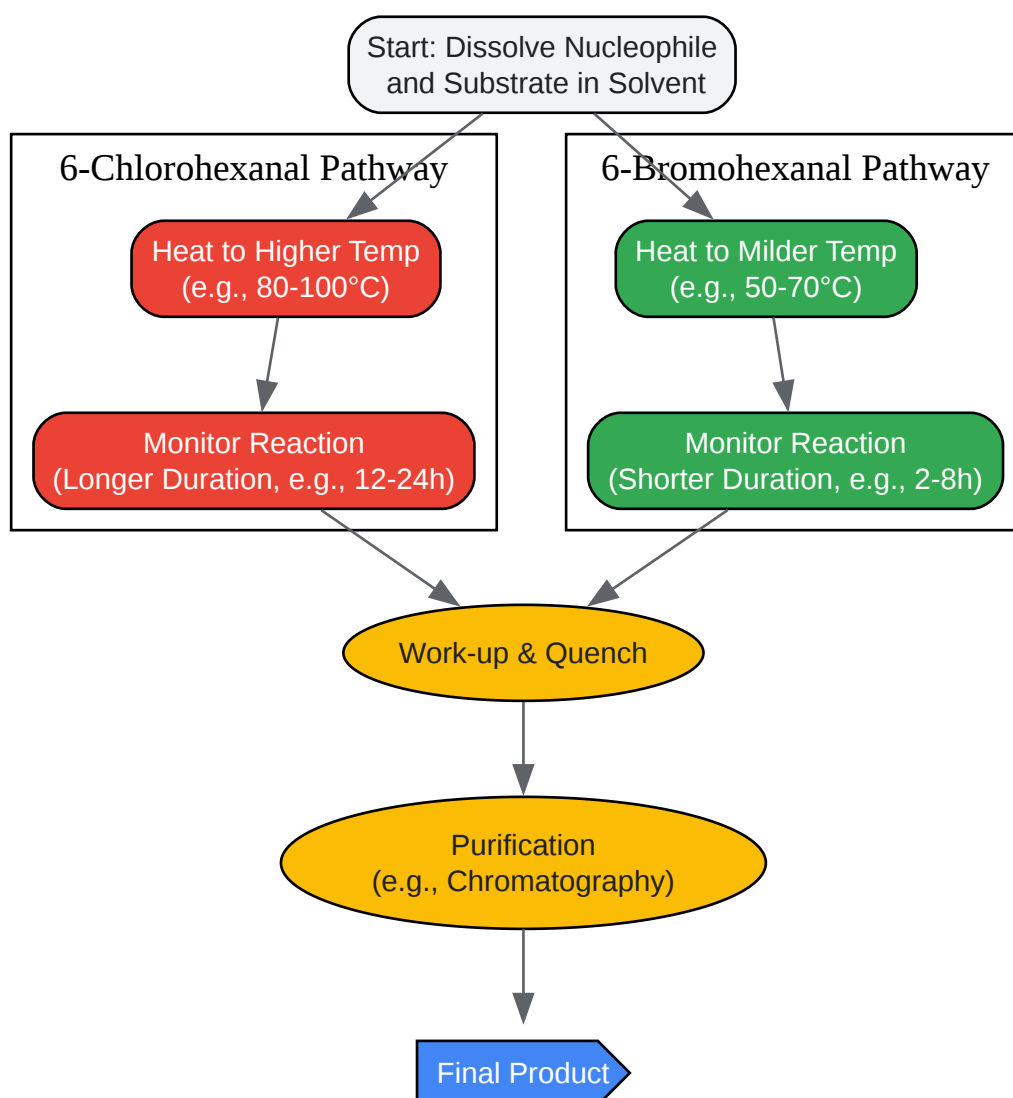 Start: Dissolve Nucleophile
and Substrate in Solvent
6-Chlorohexanal Pathway
Heat to Higher Temp
(e.g., 80-100°C)
Monitor Reaction
(Longer Duration, e.g., 12-24h)
6-Bromohexanal Pathway
Heat to Milder Temp
(e.g., 50-70°C)
Monitor Reaction
(Shorter Duration, e.g., 2-8h)
Work-up & Quench
Purification
(e.g., Chromatography)
Final Product